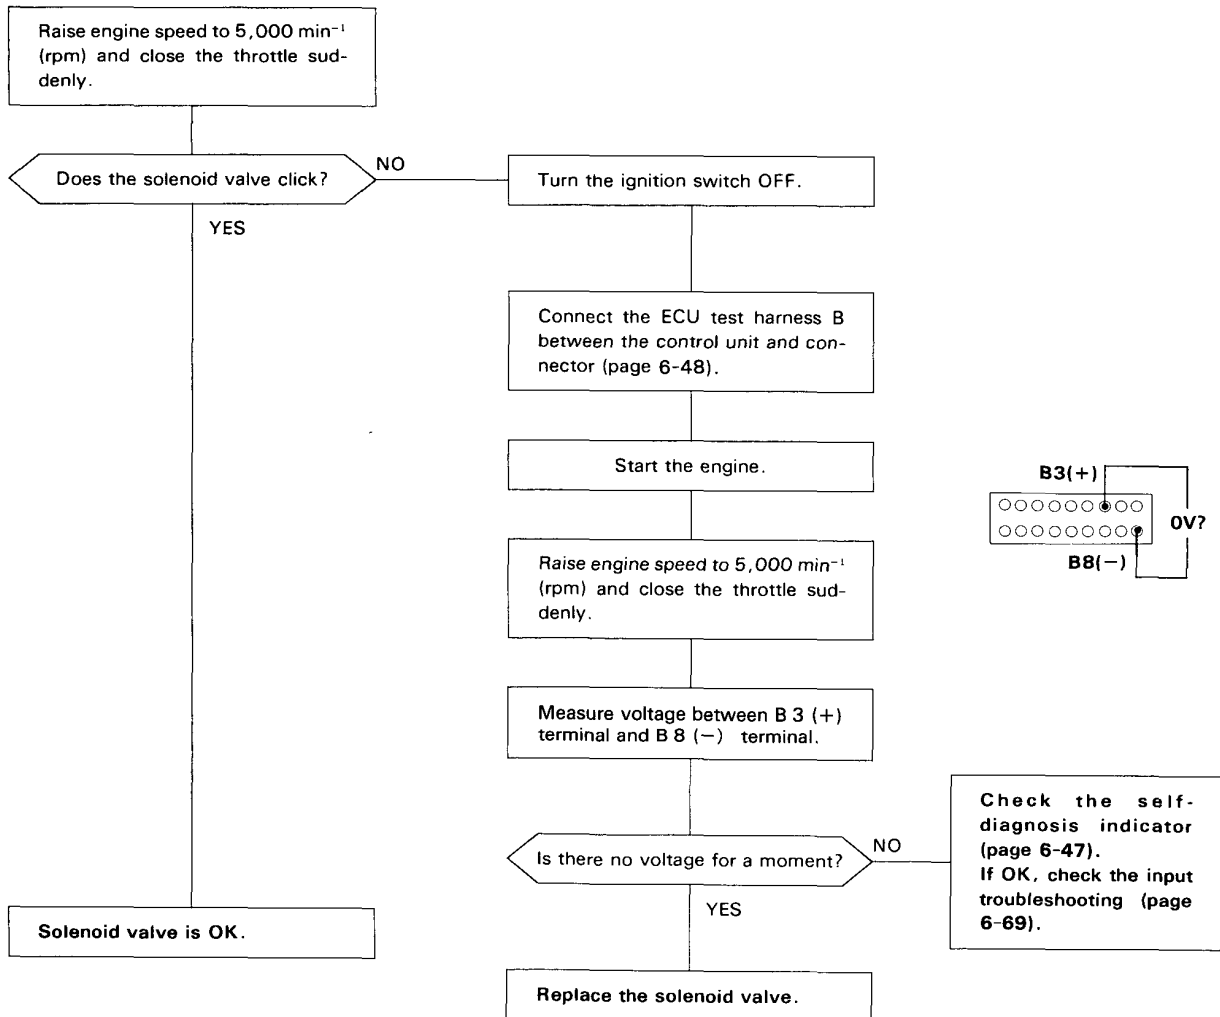 Raise engine speed to 5,000 min⁻¹
(rpm) and close the throttle sud-
denly.
Does the solenoid valve click?
NO
YES
Turn the ignition switch OFF.
Connect the ECU test harness B
between the control unit and con-
nector (page 6-48).
Start the engine.
Raise engine speed to 5,000 min⁻¹
(rpm) and close the throttle sud-
denly.
B3(+)
0V?
B8(−)
Measure voltage between B 3 (+)
terminal and B 8 (−) terminal.
Is there no voltage for a moment?
NO
YES
Check the self-
diagnosis indicator
(page 6-47).
If OK, check the input
troubleshooting (page
6-69).
Solenoid valve is OK.
Replace the solenoid valve.